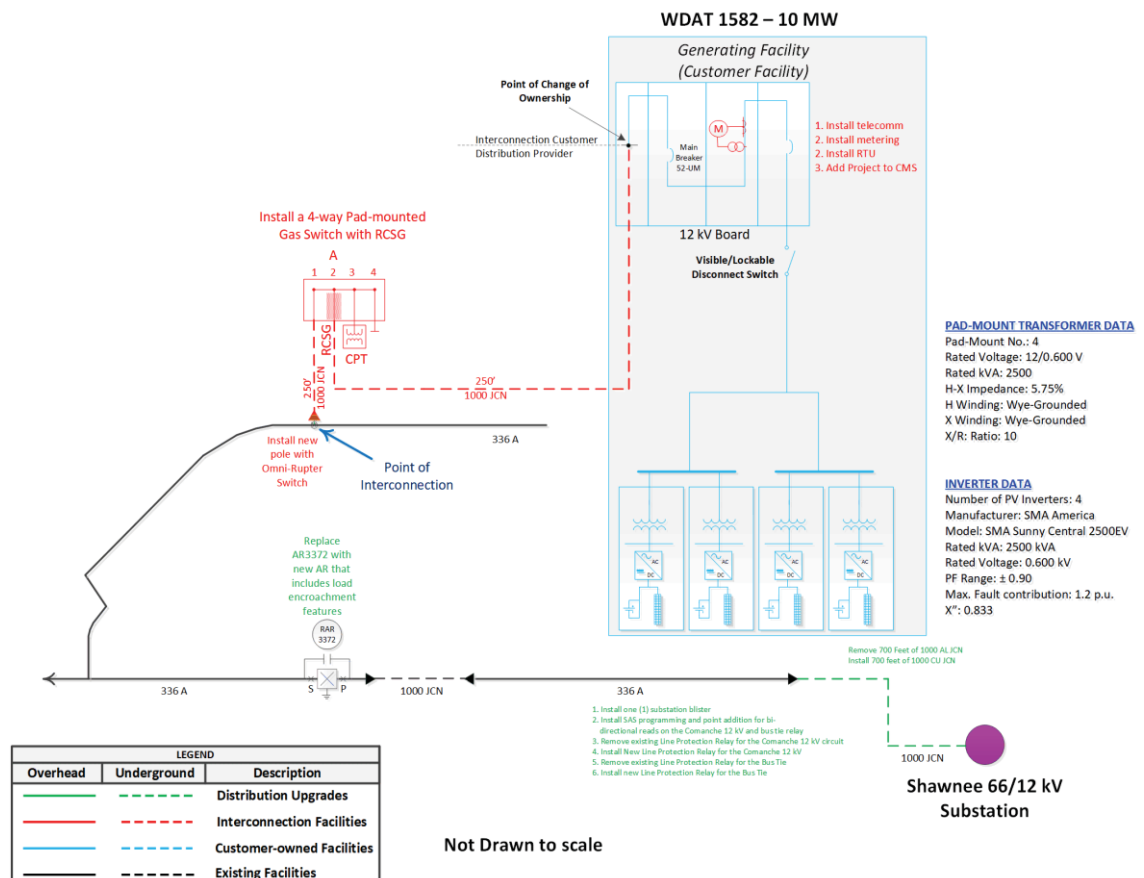 WDAT 1582 – 10 MW
Generating Facility
(Customer Facility)
Point of Change of
Ownership
Interconnection Customer
Distribution Provider
M
Main
Breaker
52-UM
1. Install telecomm
2. Install metering
2. Install RTU
3. Add Project to CMS
12 kV Board
Visible/Lockable
Disconnect Switch
Install a 4-way Pad-mounted
Gas Switch with RCSG
A
1 2 3 4
RCSG
CPT
250'
1000 JCN
250'
1000 JCN
336 A
Install new
pole with
Omni-Rupter
Switch
Point of
Interconnection
PAD-MOUNT TRANSFORMER DATA
Pad-Mount No.: 4
Rated Voltage: 12/0.600 V
Rated kVA: 2500
H-X Impedance: 5.75%
H Winding: Wye-Grounded
X Winding: Wye-Grounded
X/R: Ratio: 10
INVERTER DATA
Number of PV Inverters: 4
Manufacturer: SMA America
Model: SMA Sunny Central 2500EV
Rated kVA: 2500 kVA
Rated Voltage: 0.600 kV
PF Range: ± 0.90
Max. Fault contribution: 1.2 p.u.
X": 0.833
AC
DC
AC
DC
AC
DC
AC
DC
Replace
AR3372 with
new AR that
includes load
encroachment
features
RAR
3372
S P
336 A
1000 JCN
336 A
Remove 700 Feet of 1000 AL JCN
Install 700 feet of 1000 CU JCN
1. Install one (1) substation blister
2. Install SAS programming and point addition for bi-
directional reads on the Comanche 12 kV and bus tie relay
3. Remove existing Line Protection Relay for the Comanche 12 kV circuit
4. Install New Line Protection Relay for the Comanche 12 kV
5. Remove existing Line Protection Relay for the Bus Tie
6. Install new Line Protection Relay for the Bus Tie
1000 JCN
Shawnee 66/12 kV
Substation
LEGEND
Overhead Underground Description
Distribution Upgrades
Interconnection Facilities
Customer-owned Facilities
Existing Facilities
Not Drawn to scale